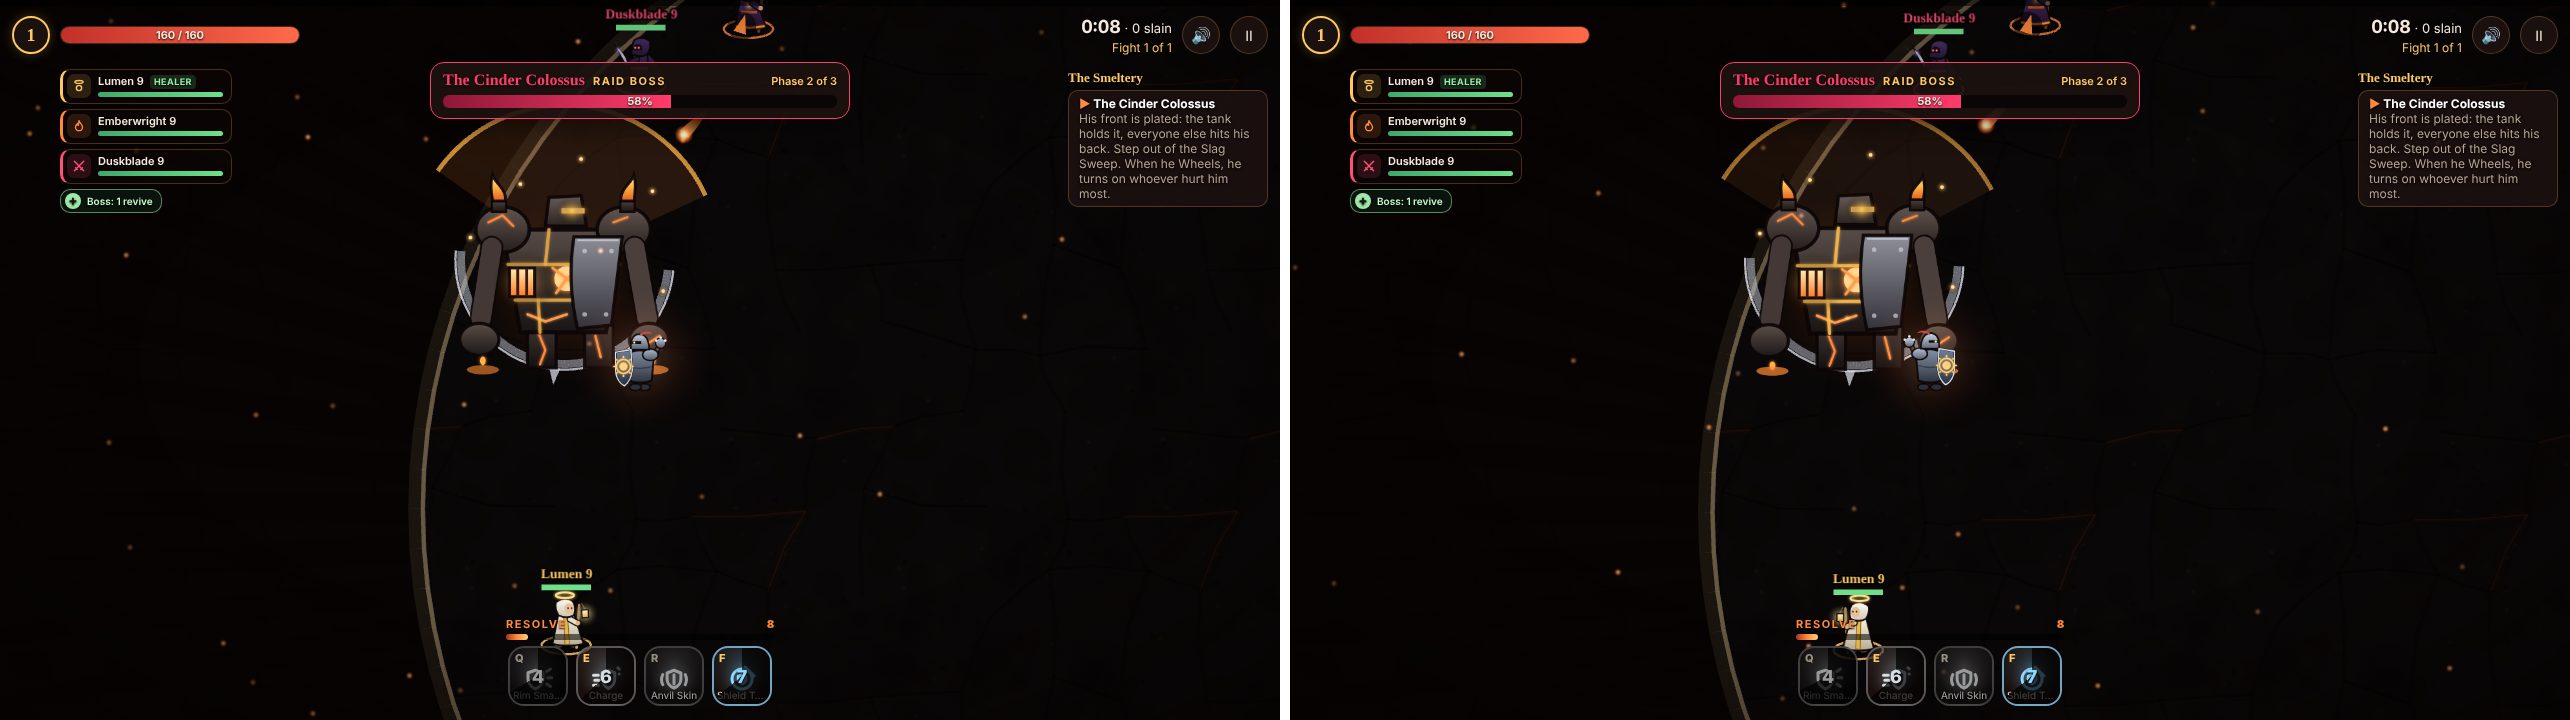 Duskblade 9
1
160 / 160
0:08 · 0 slain
Fight 1 of 1
The Cinder Colossus RAID BOSS Phase 2 of 3
58%
Lumen 9 HEALER
Emberwright 9
Duskblade 9
Boss: 1 revive
The Smeltery
The Cinder Colossus
His front is plated: the tank
holds it, everyone else hits his
back. Step out of the Slag
Sweep. When he Wheels, he
turns on whoever hurt him
most.
Lumen 9
RESOLVE 8
Q E R F
4 6 7
Rim Sma... Charge Anvil Skin Shield T...
Duskblade 9
1
160 / 160
0:08 · 0 slain
Fight 1 of 1
The Cinder Colossus RAID BOSS Phase 2 of 3
58%
Lumen 9 HEALER
Emberwright 9
Duskblade 9
Boss: 1 revive
The Smeltery
The Cinder Colossus
His front is plated: the tank
holds it, everyone else hits his
back. Step out of the Slag
Sweep. When he Wheels, he
turns on whoever hurt him
most.
Lumen 9
RESOLVE 8
Q E R F
4 6 7
Rim Sma... Charge Anvil Skin Shield T...